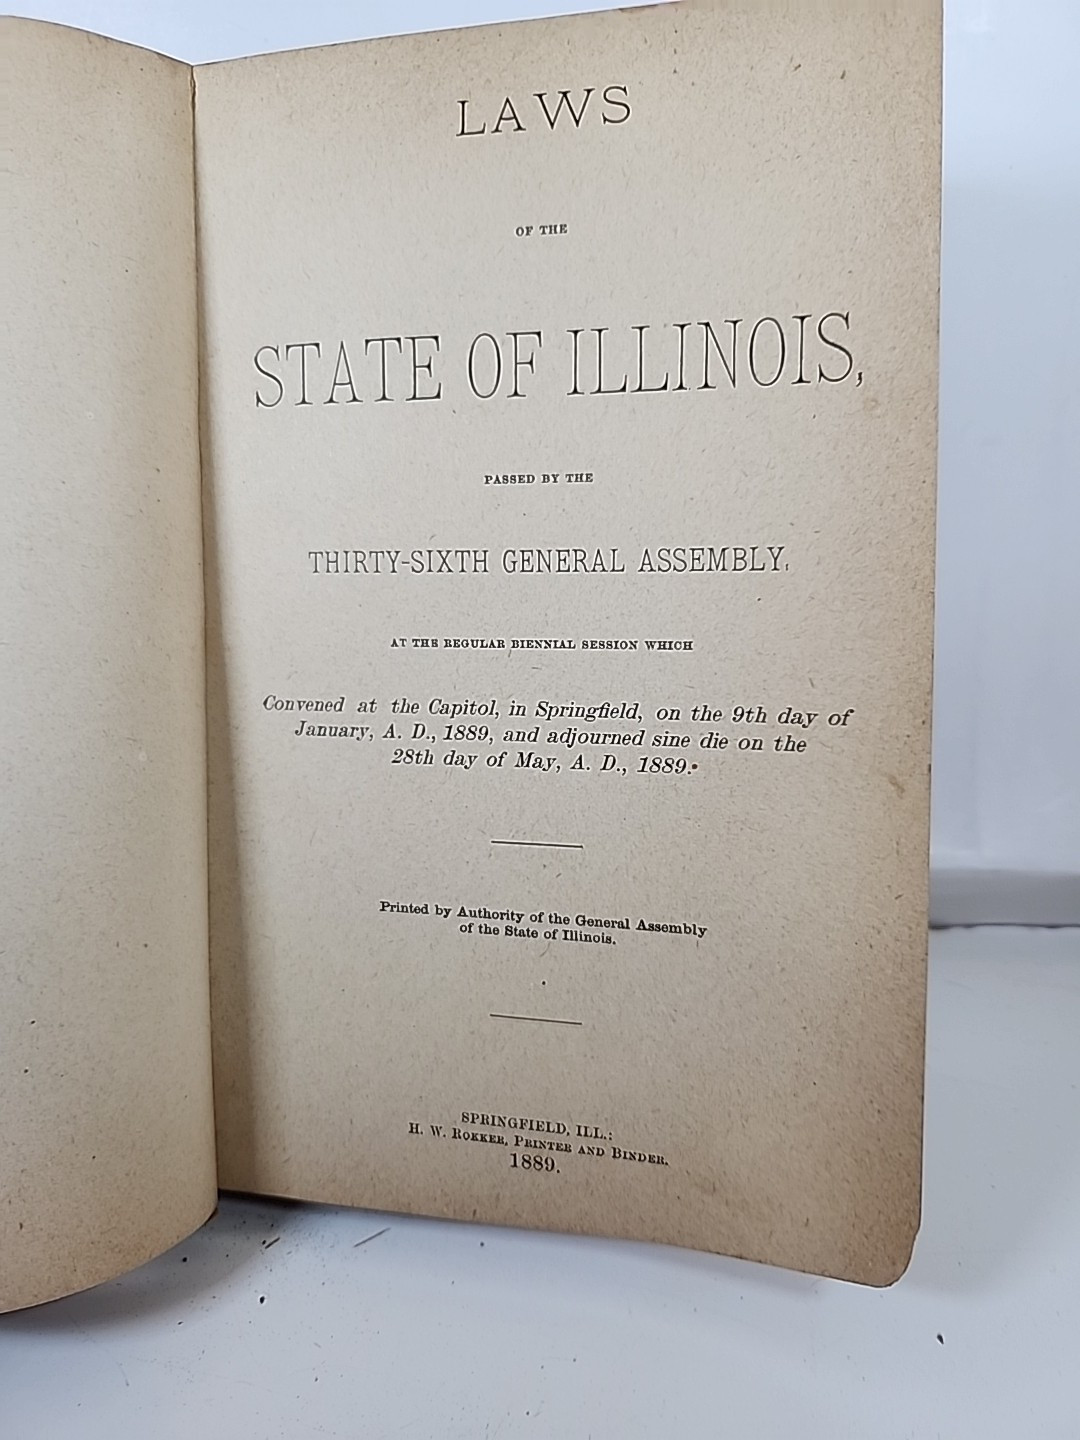 LAWS
OF THE
STATE OF ILLINOIS,
PASSED BY THE
THIRTY-SIXTH GENERAL ASSEMBLY,
AT THE REGULAR BIENNIAL SESSION WHICH
Convened at the Capitol, in Springfield, on the 9th day of
January, A. D., 1889, and adjourned sine die on the
28th day of May, A. D., 1889.
Printed by Authority of the General Assembly
of the State of Illinois.
SPRINGFIELD, ILL.:
H. W. ROKKER, PRINTER AND BINDER.
1889.